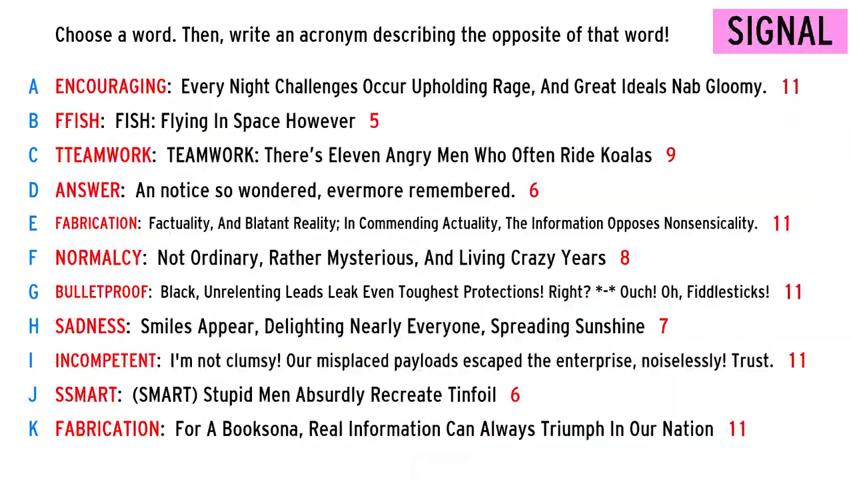 Choose a word. Then, write an acronym describing the opposite of that word!
SIGNAL
A ENCOURAGING: Every Night Challenges Occur Upholding Rage, And Great Ideals Nab Gloomy. 11
B FFISH: FISH: Flying In Space However 5
C TTEAMWORK: TEAMWORK: There's Eleven Angry Men Who Often Ride Koalas 9
D ANSWER: An notice so wondered, evermore remembered. 6
E FABRICATION: Factuality, And Blatant Reality; In Commending Actuality, The Information Opposes Nonsensicality. 11
F NORMALCY: Not Ordinary, Rather Mysterious, And Living Crazy Years 8
G BULLETPROOF: Black, Unrelenting Leads Leak Even Toughest Protections! Right? *-* Ouch! Oh, Fiddlesticks! 11
H SADNESS: Smiles Appear, Delighting Nearly Everyone, Spreading Sunshine 7
I INCOMPETENT: I'm not clumsy! Our misplaced payloads escaped the enterprise, noiselessly! Trust. 11
J SSMART: (SMART) Stupid Men Absurdly Recreate Tinfoil 6
K FABRICATION: For A Booksona, Real Information Can Always Triumph In Our Nation 11